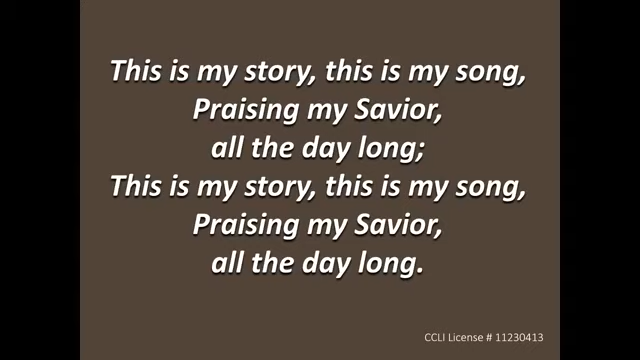 This is my story, this is my song,
Praising my Savior,
all the day long;
This is my story, this is my song,
Praising my Savior,
all the day long.
CCLI License # 11230413